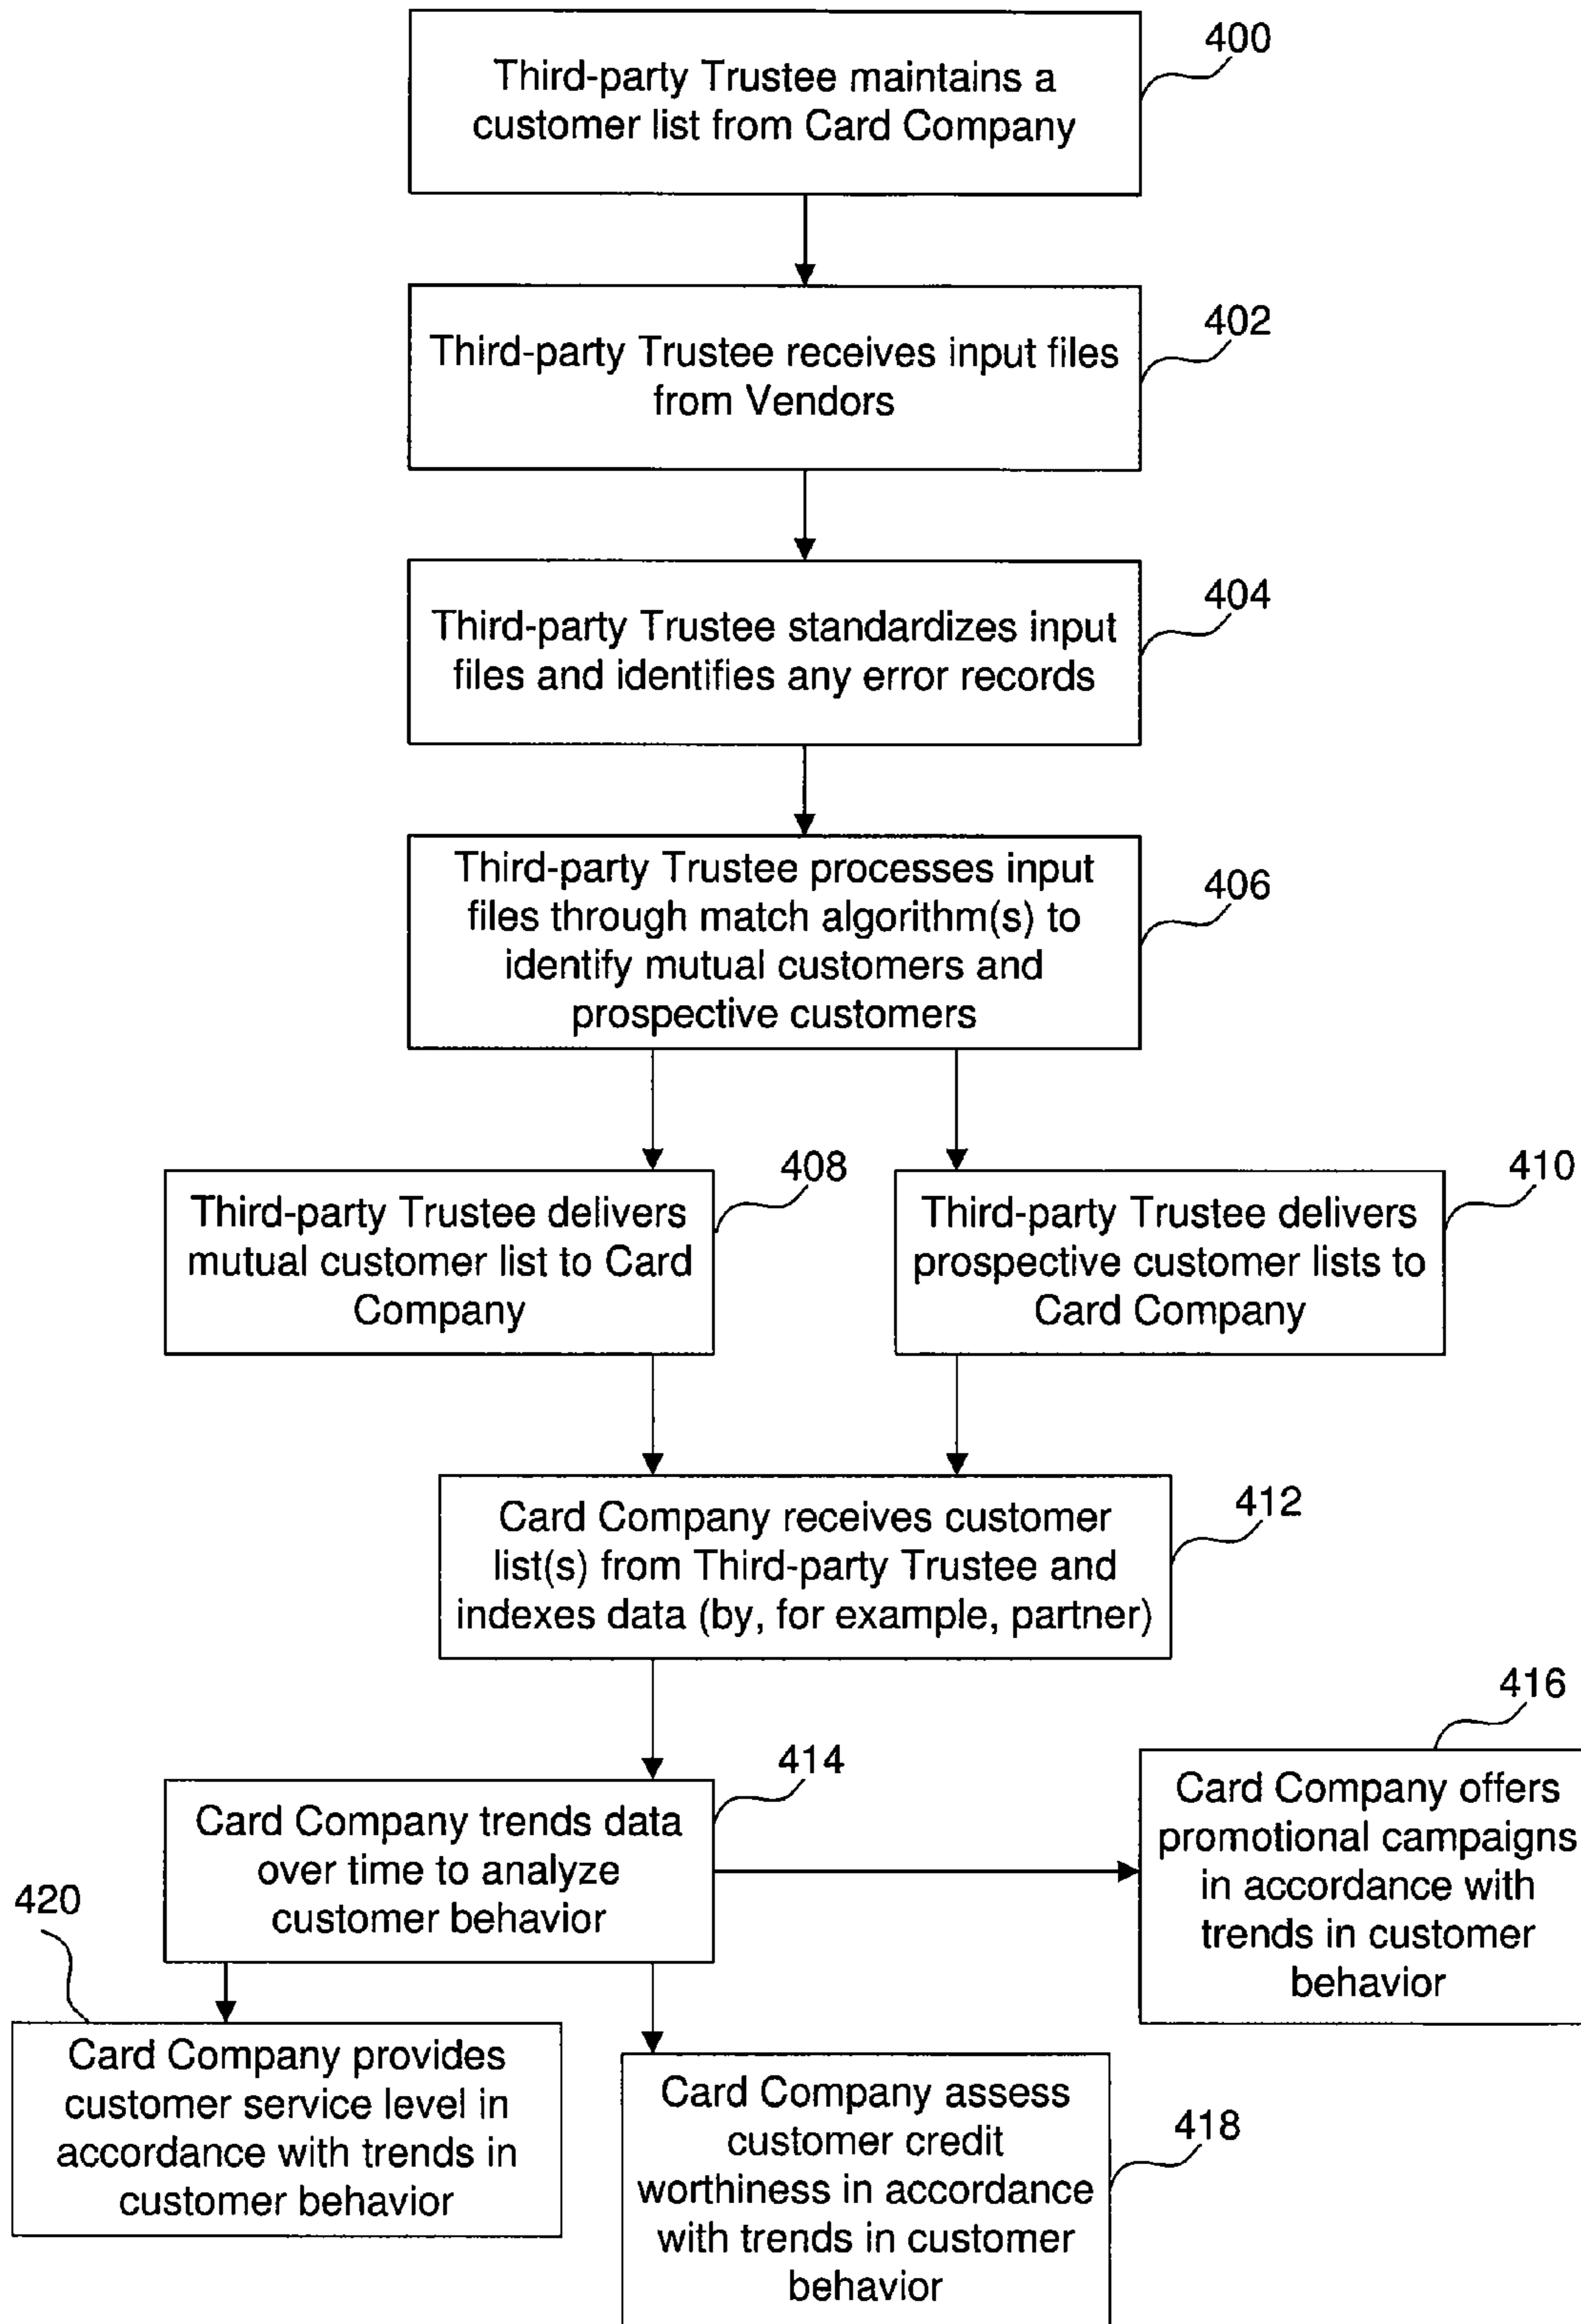 400
Third-party Trustee maintains a
customer list from Card Company
402
Third-party Trustee receives input files
from Vendors
404
Third-party Trustee standardizes input
files and identifies any error records
406
Third-party Trustee processes input
files through match algorithm(s) to
identify mutual customers and
prospective customers
408
Third-party Trustee delivers
mutual customer list to Card
Company
410
Third-party Trustee delivers
prospective customer lists to
Card Company
412
Card Company receives customer
list(s) from Third-party Trustee and
indexes data (by, for example, partner)
414
Card Company trends data
over time to analyze
customer behavior
416
Card Company offers
promotional campaigns
in accordance with
trends in customer
behavior
420
Card Company provides
customer service level in
accordance with trends in
customer behavior
418
Card Company assess
customer credit
worthiness in accordance
with trends in customer
behavior